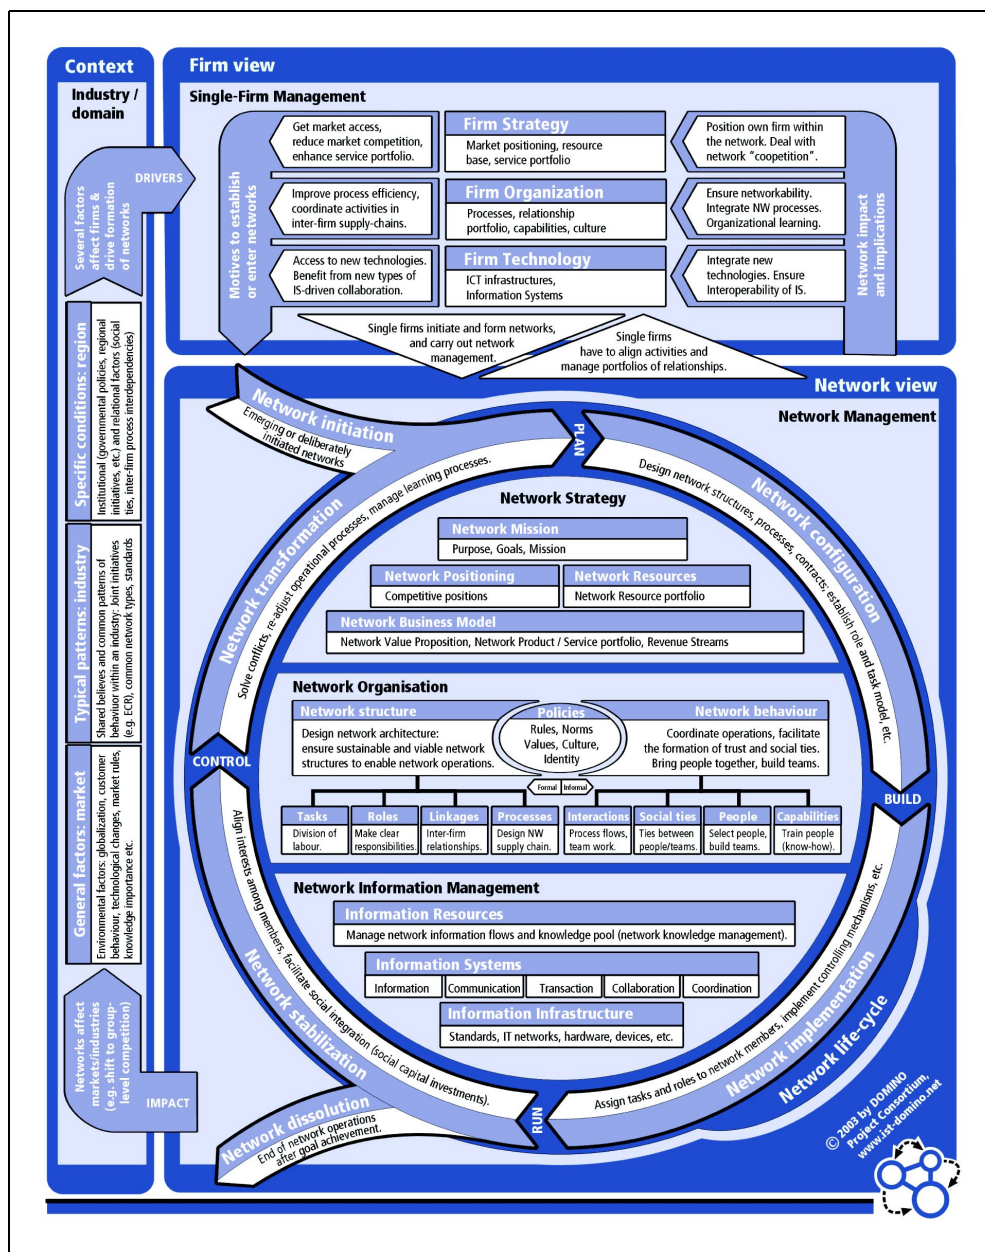 Context
Industry /
domain
DRIVERS
Several factors
affect firms &
drive formation
of networks
Specific conditions: region
Institutional (governmental policies, regional
initiatives, etc.) and relational factors (social
ties, inter-firm process interdependencies)
Typical patterns: industry
Shared believes and common patterns of
behaviuor within an industry: Joint initiatives
(e.g. ECR), common network types, standards
General factors: market
Environmental factors: globalization, customer
behaviour, technological changes, market rules,
knowledge importance etc.
Networks affect
markets/industries
(e.g. shift to group-
level competition)
IMPACT
Firm view
Single-Firm Management
Motives to establish
or enter networks
Get market access,
reduce market competition,
enhance service portfolio.
Firm Strategy
Market positioning, resource
base, service portfolio
Position own firm within
the network. Deal with
network “coopetition”.
Improve process efficiency,
coordinate activities in
inter-firm supply-chains.
Firm Organization
Processes, relationship
portfolio, capabilities, culture
Ensure networkability.
Integrate NW processes.
Organizational learning.
Access to new technologies.
Benefit from new types of
IS-driven collaboration.
Firm Technology
ICT infrastructures,
Information Systems
Integrate new
technologies. Ensure
Interoperability of IS.
Network impact
and implications
Single firms initiate and form networks,
and carry out network
management.
Single firms
have to align activities and
manage portfolios of relationships.
Network view
Network Management
Network initiation
Emerging or deliberately
initiated networks
PLAN
Network configuration
Design network structures, processes, contracts; establish role and task model, etc.
Network transformation
Solve conflicts, re-adjust operational processes, manage learning processes.
Network Strategy
Network Mission
Purpose, Goals, Mission
Network Positioning
Competitive positions
Network Resources
Network Resource portfolio
Network Business Model
Network Value Proposition, Network Product / Service portfolio, Revenue Streams
Network Organisation
Network structure
Design network architecture:
ensure sustainable and viable network
structures to enable network operations.
Policies
Rules, Norms
Values, Culture,
Identity
Network behaviour
Coordinate operations, facilitate
the formation of trust and social ties.
Bring people together, build teams.
Formal Informal
CONTROL
BUILD
Tasks
Division of
labour.
Roles
Make clear
responsibilities.
Linkages
Inter-firm
relationships.
Processes
Design NW
supply chain.
Interactions
Process flows,
team work.
Social ties
Ties between
people/teams.
People
Select people,
build teams.
Capabilities
Train people
(know-how).
Network Information Management
Information Resources
Manage network information flows and knowledge pool (network knowledge management).
Information Systems
Information Communication Transaction Collaboration Coordination
Information Infrastructure
Standards, IT networks, hardware, devices, etc.
Network stabilization
Align interests among members, facilitate social integration (social capital investments).
Network implementation
Assign tasks and roles to network members, implement controlling mechanisms, etc.
Network life-cycle
RUN
Network dissolution
End of network operations
after goal achievement.
© 2003 by DOMINO
Project Consortium,
www.ist-domino.net